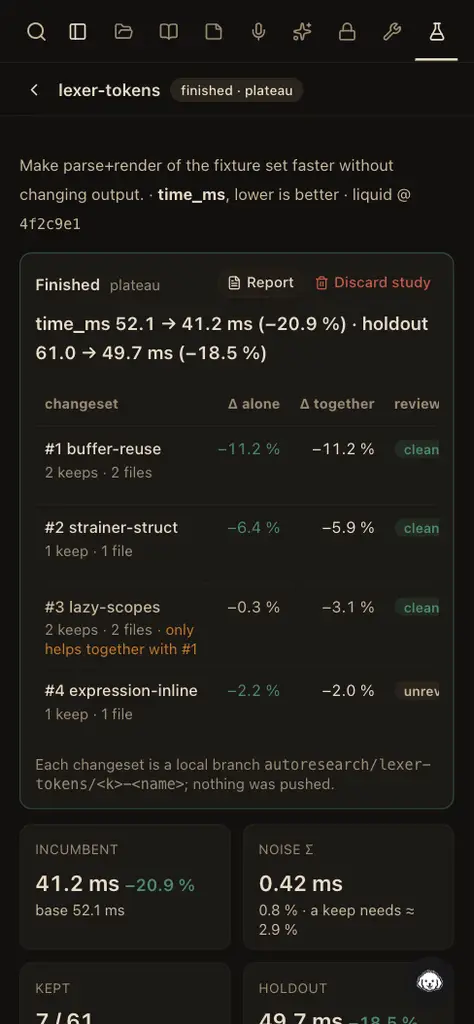 lexer-tokens finished · plateau
Make parse+render of the fixture set faster without
changing output. · time_ms, lower is better · liquid @
4f2c9e1
Finished plateau Report Discard study
time_ms 52.1 → 41.2 ms (−20.9 %) · holdout
61.0 → 49.7 ms (−18.5 %)
changeset Δ alone Δ together review
#1 buffer-reuse −11.2 % −11.2 % clean
2 keeps · 2 files
#2 strainer-struct −6.4 % −5.9 % clean
1 keep · 1 file
#3 lazy-scopes −0.3 % −3.1 % clean
2 keeps · 2 files · only
helps together with #1
#4 expression-inline −2.2 % −2.0 % unrev
1 keep · 1 file
Each changeset is a local branch autoresearch/lexer-
tokens/<k>-<name>; nothing was pushed.
INCUMBENT
41.2 ms −20.9 %
base 52.1 ms
NOISE Σ
0.42 ms
0.8 % · a keep needs ≈
2.9 %
KEPT
7 / 61
HOLDOUT
49.7 ms −18.5 %